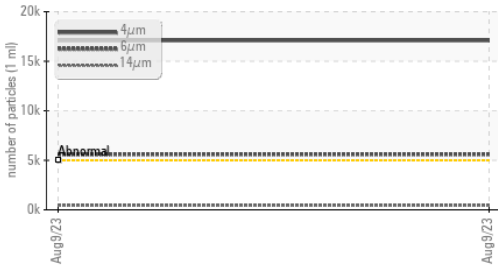 20k
15k
10k
5k
0k
number of particles (1 ml)
4μm
6μm
14μm
Abnormal
Aug9/23
Aug9/23